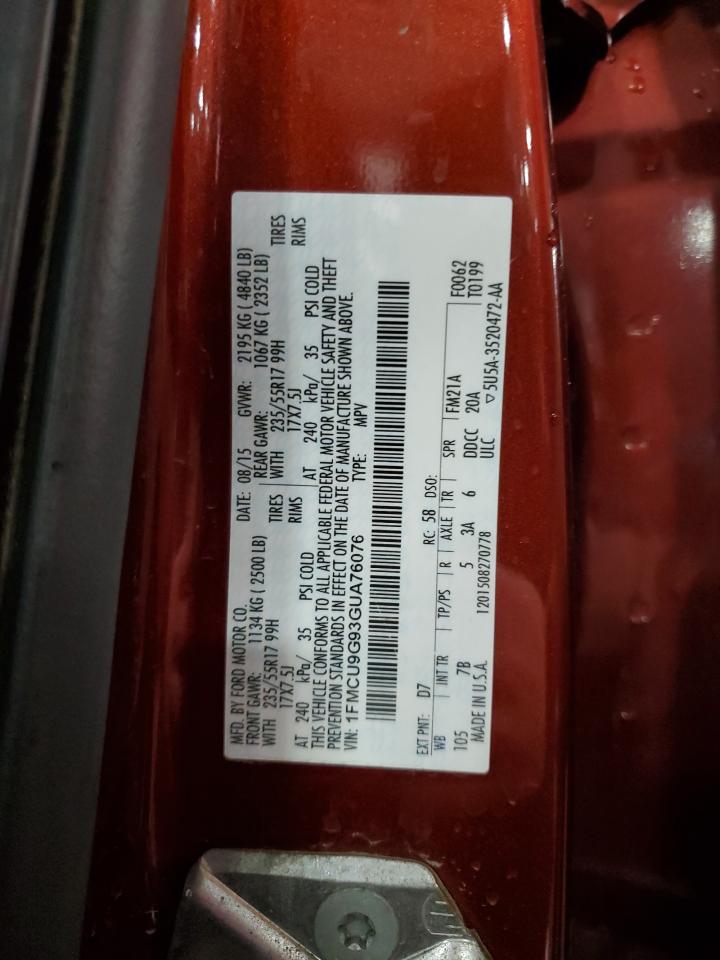 MFD. BY FORD MOTOR CO. DATE: 08/15 GVWR: 2195 KG ( 4840 LB)
FRONT GAWR: 1134 KG ( 2500 LB) REAR GAWR: 1067 KG ( 2352 LB)
WITH 235/55R17 99H TIRES WITH 235/55R17 99H TIRES
17X7.5J RIMS 17X7.5J RIMS
AT 240 kPa/ 35 PSI COLD AT 240 kPa/ 35 PSI COLD
THIS VEHICLE CONFORMS TO ALL APPLICABLE FEDERAL MOTOR VEHICLE SAFETY AND THEFT
PREVENTION STANDARDS IN EFFECT ON THE DATE OF MANUFACTURE SHOWN ABOVE.
VIN: 1FMCU9G93GUA76076 TYPE: MPV
EXT PNT: D7 RC: 58 DSO: F0062
WB INT TR TP/PS R AXLE TR SPR FM21A T0199
105 7B 5 3A 6 DDCC 20A
MADE IN U.S.A. 1201508270778 ULC ▽5U5A-3520472-AA